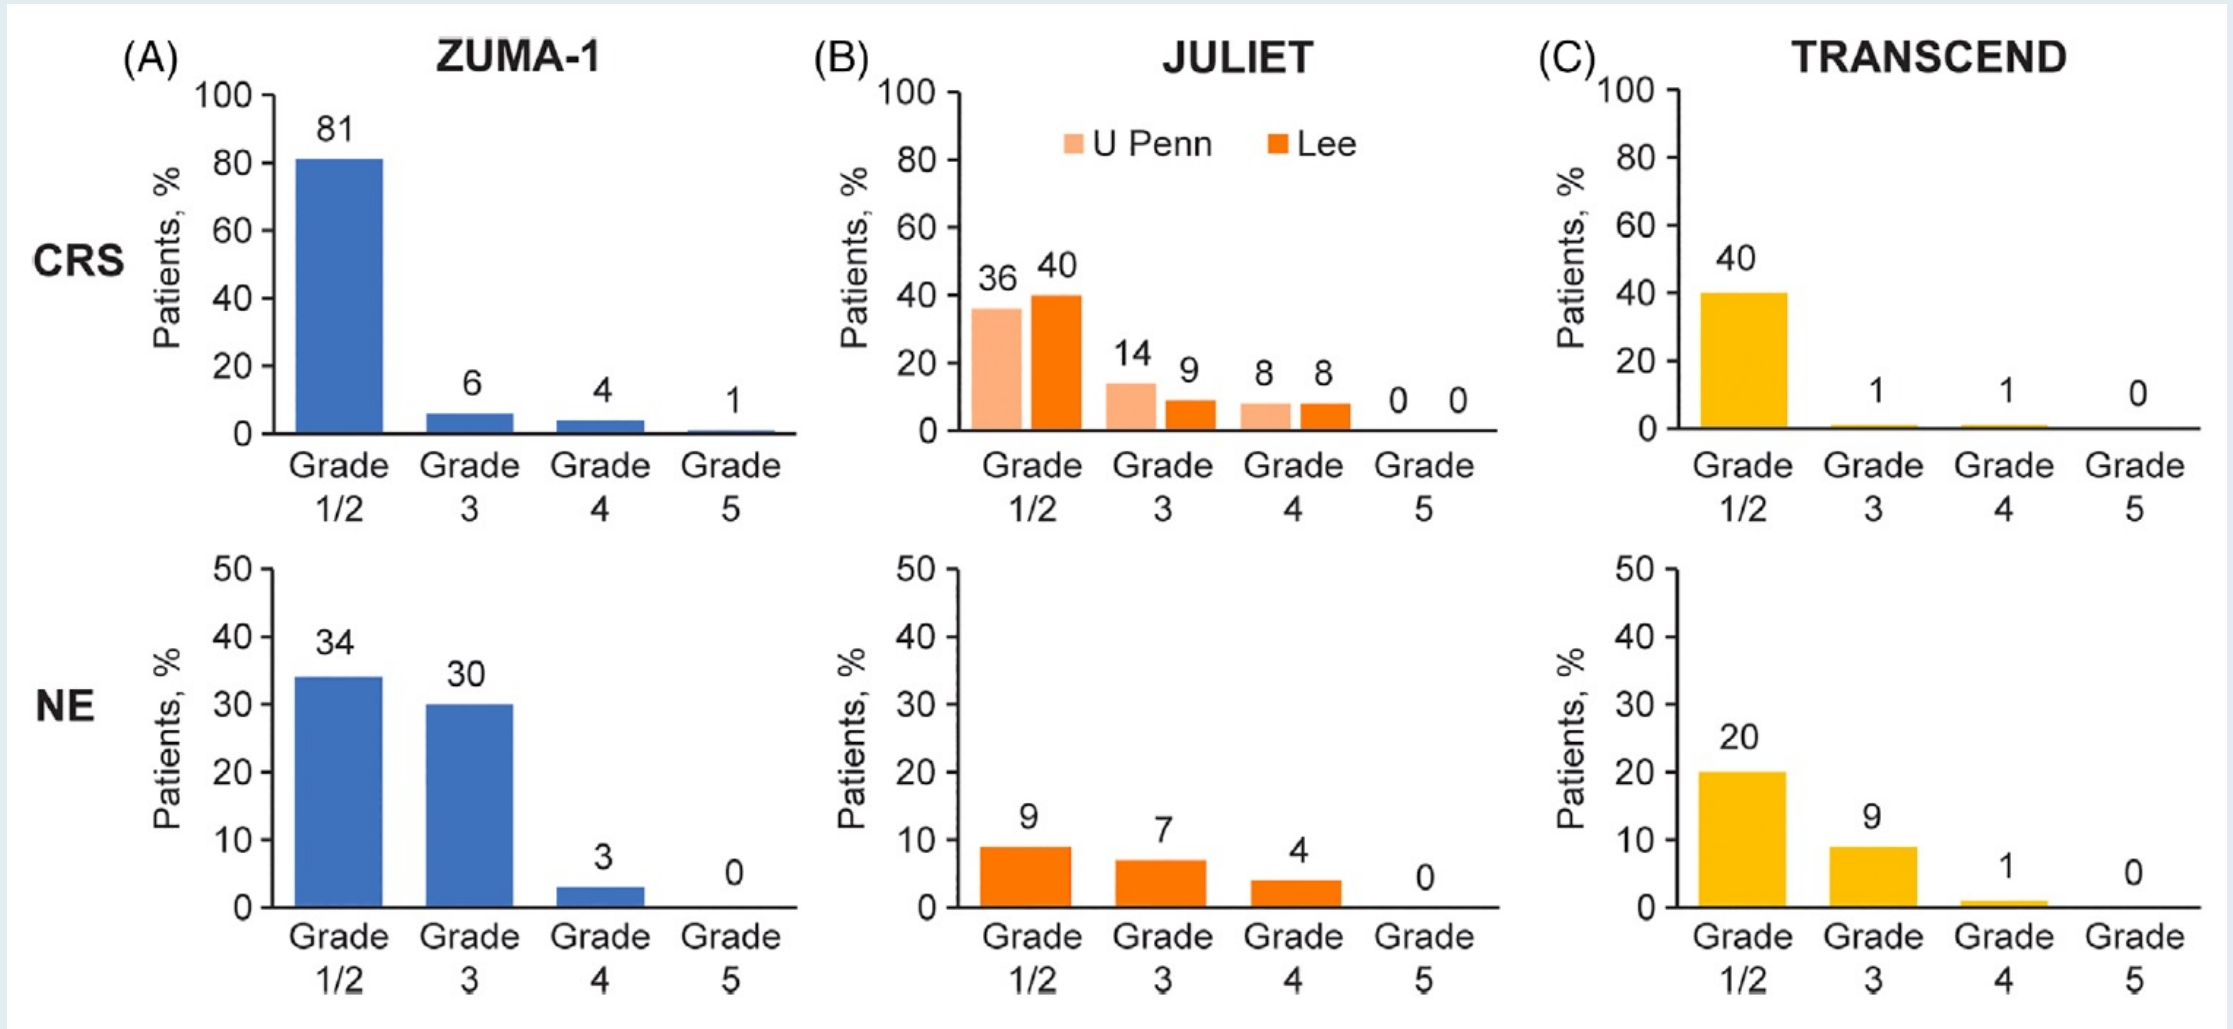 (A) ZUMA-1
100
80
60
40
20
0
Patients, %
81
6
4
1
Grade 1/2
Grade 3
Grade 4
Grade 5
(B) JULIET
U Penn
Lee
100
80
60
40
20
0
Patients, %
36
40
14
9
8
8
0
0
Grade 1/2
Grade 3
Grade 4
Grade 5
(C) TRANSCEND
100
80
60
40
20
0
Patients, %
40
1
1
0
Grade 1/2
Grade 3
Grade 4
Grade 5
CRS
NE
50
40
30
20
10
0
Patients, %
34
30
3
0
Grade 1/2
Grade 3
Grade 4
Grade 5
50
40
30
20
10
0
Patients, %
9
7
4
0
Grade 1/2
Grade 3
Grade 4
Grade 5
50
40
30
20
10
0
Patients, %
20
9
1
0
Grade 1/2
Grade 3
Grade 4
Grade 5